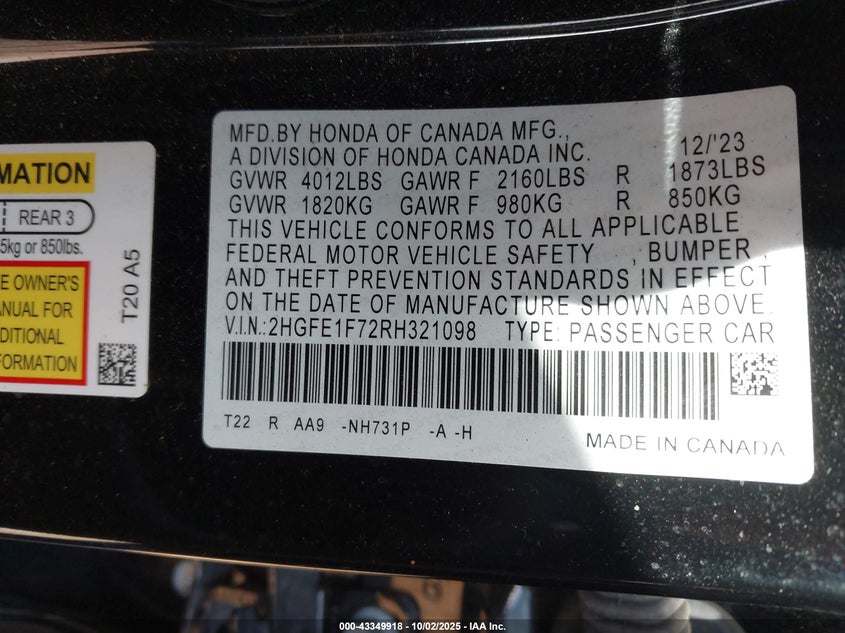 MATION
REAR 3
5kg or 850lbs.
E OWNER'S
ANUAL FOR
DITIONAL
FORMATION
T20 A5
MFD.BY HONDA OF CANADA MFG., 12/'23
A DIVISION OF HONDA CANADA INC.
GVWR 4012LBS GAWR F 2160LBS R 1873LBS
GVWR 1820KG GAWR F 980KG R 850KG
THIS VEHICLE CONFORMS TO ALL APPLICABLE
FEDERAL MOTOR VEHICLE SAFETY , BUMPER ,
AND THEFT PREVENTION STANDARDS IN EFFECT
ON THE DATE OF MANUFACTURE SHOWN ABOVE.
V.I.N.:2HGFE1F72RH321098 TYPE: PASSENGER CAR
T22 R AA9 -NH731P -A -H
MADE IN CANADA
000-43349918 - 10/02/2025 - IAA Inc.